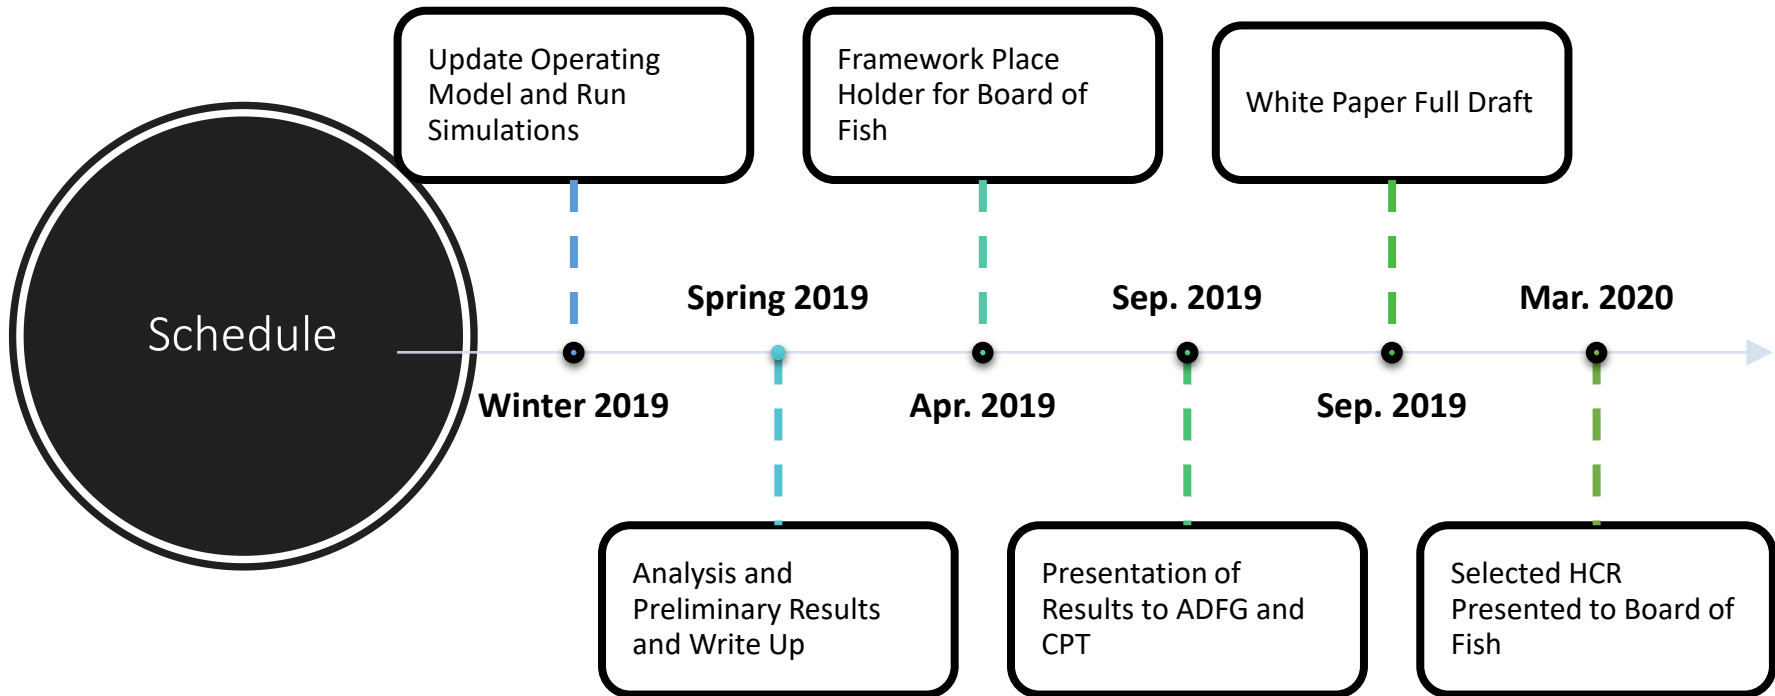 Schedule
Update Operating
Model and Run
Simulations
Winter 2019
Spring 2019
Analysis and
Preliminary Results
and Write Up
Framework Place
Holder for Board of
Fish
Apr. 2019
Sep. 2019
Presentation of
Results to ADFG and
CPT
White Paper Full Draft
Sep. 2019
Mar. 2020
Selected HCR
Presented to Board of
Fish